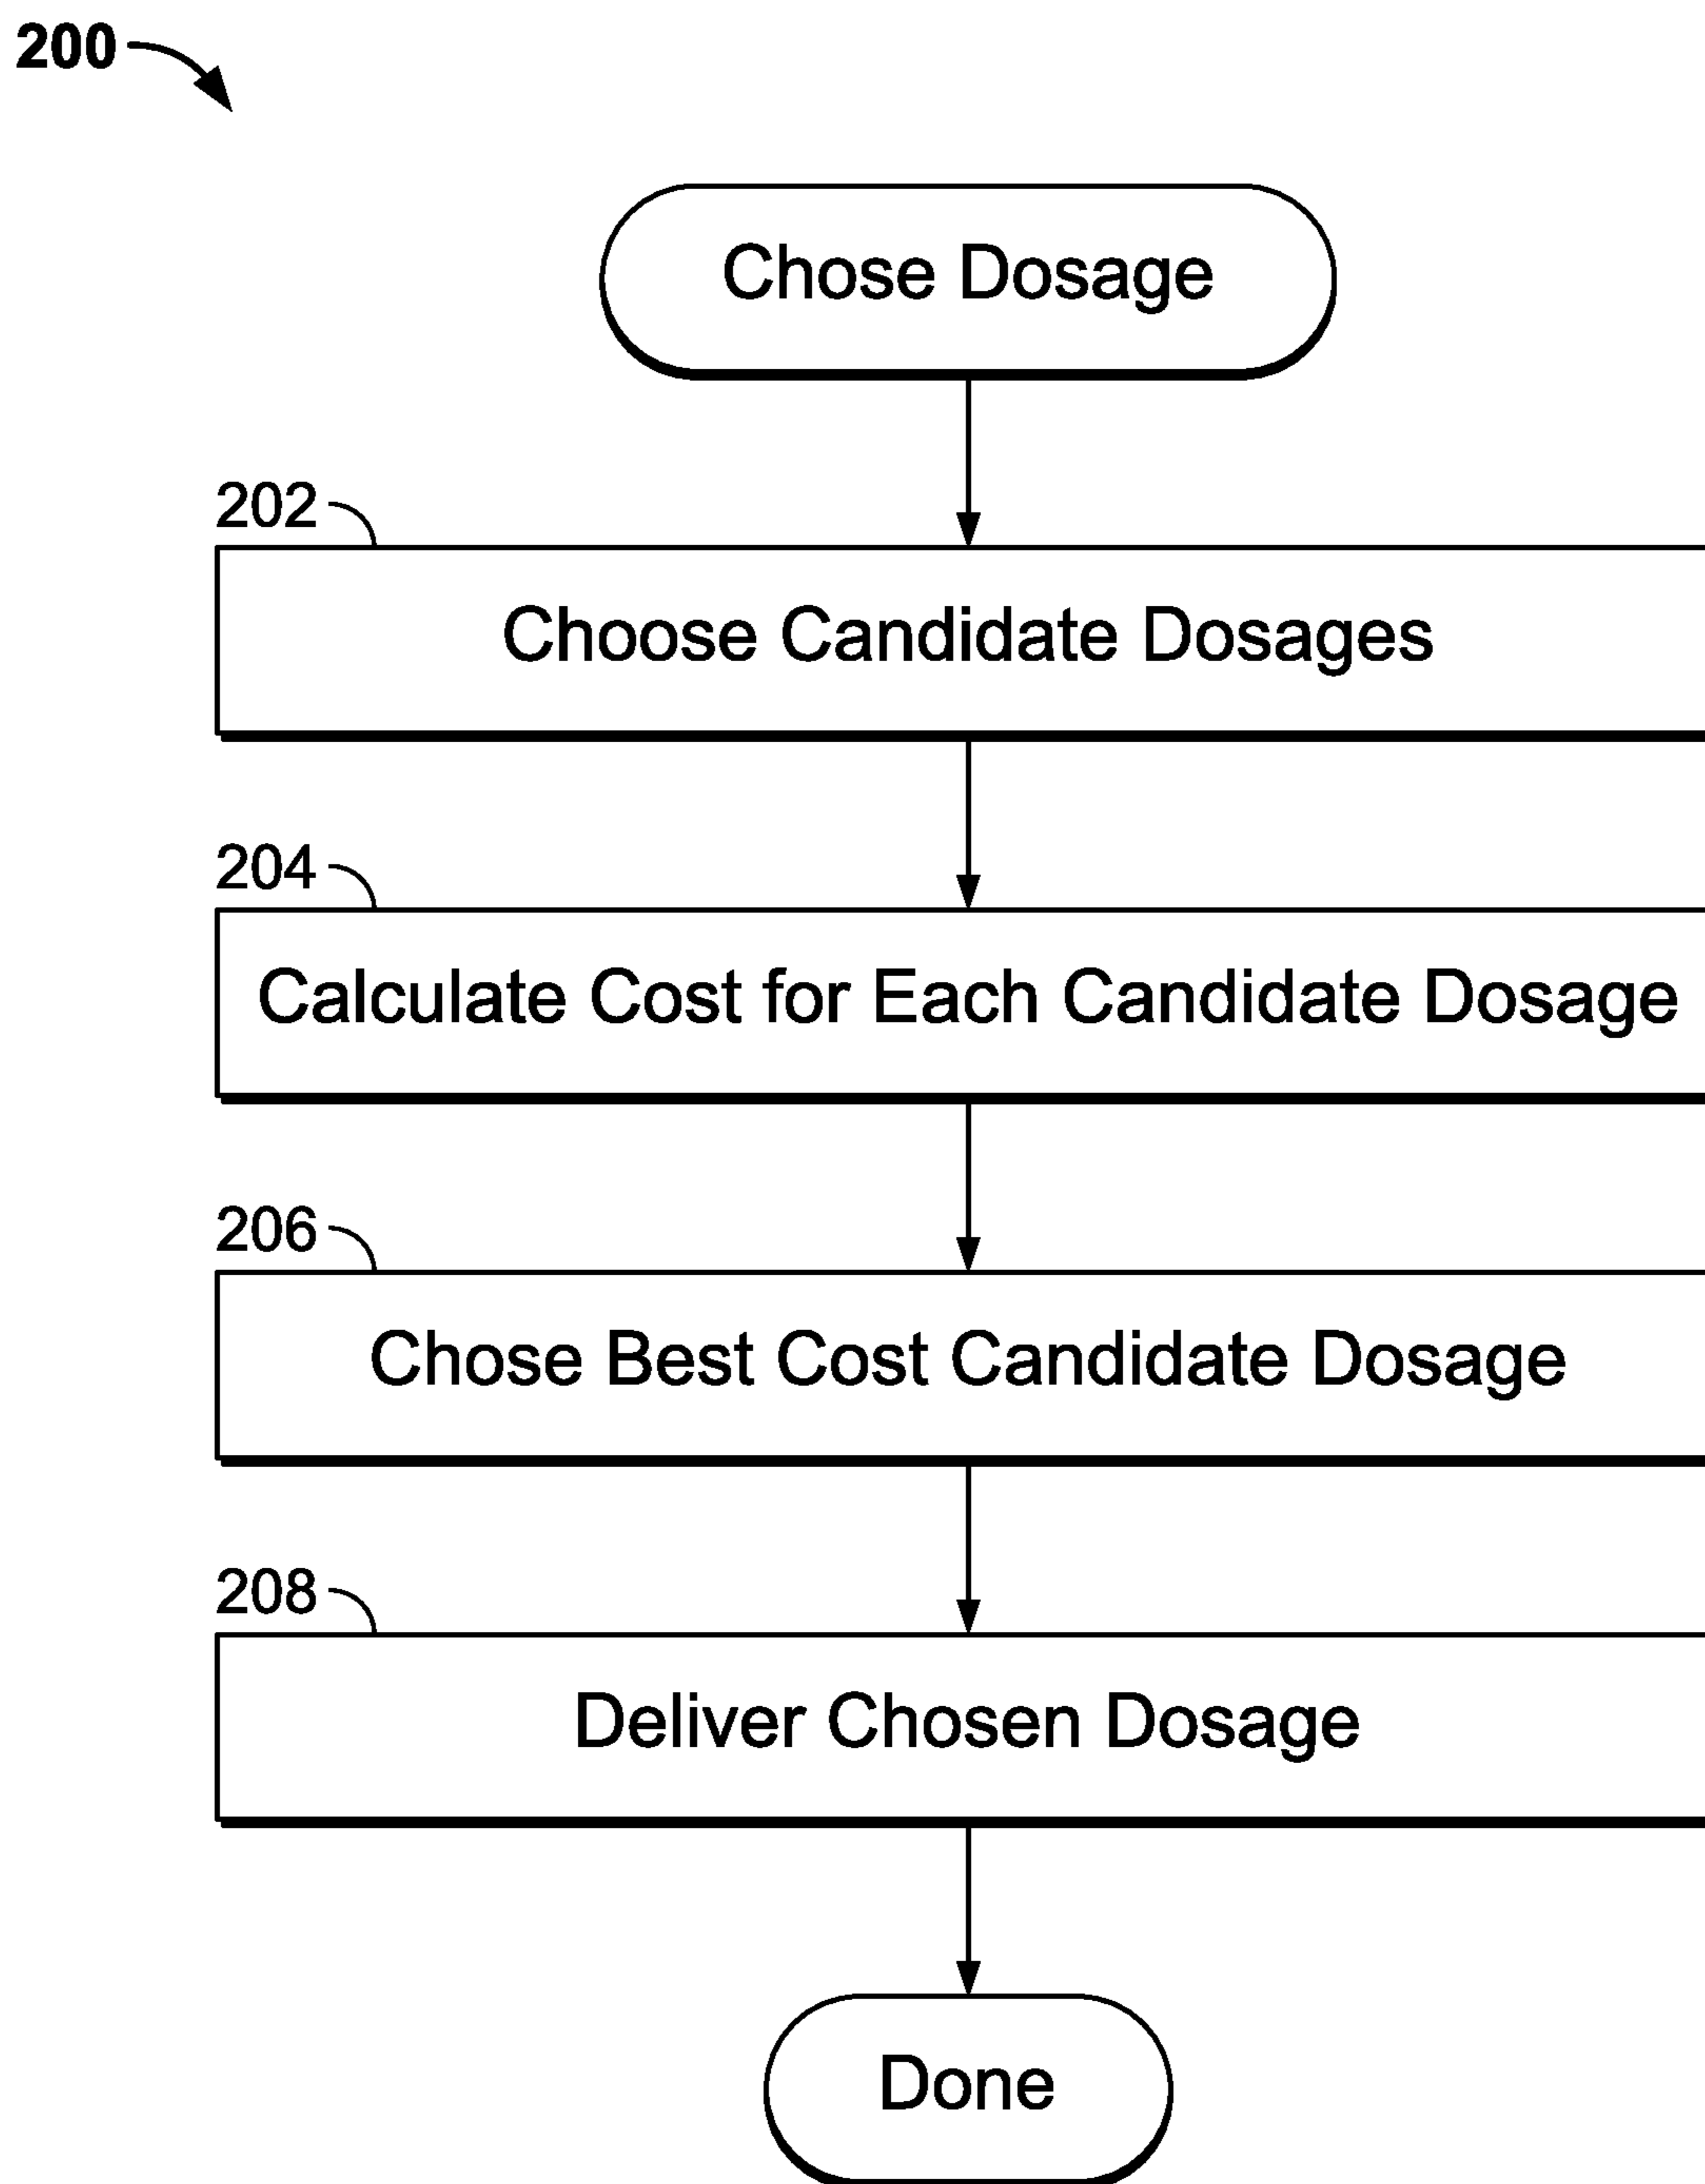 200
Chose Dosage
202
Choose Candidate Dosages
204
Calculate Cost for Each Candidate Dosage
206
Chose Best Cost Candidate Dosage
208
Deliver Chosen Dosage
Done